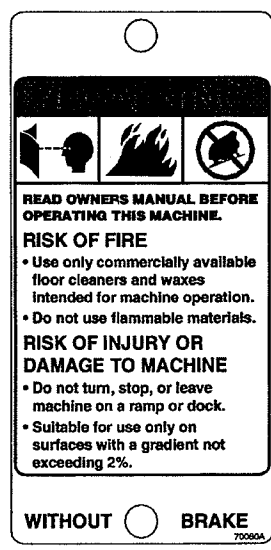 READ OWNERS MANUAL BEFORE
OPERATING THIS MACHINE.
RISK OF FIRE
• Use only commercially available
floor cleaners and waxes
intended for machine operation.
• Do not use flammable materials.
RISK OF INJURY OR
DAMAGE TO MACHINE
• Do not turn, stop, or leave
machine on a ramp or dock.
• Suitable for use only on
surfaces with a gradient not
exceeding 2%.
WITHOUT BRAKE
70080A